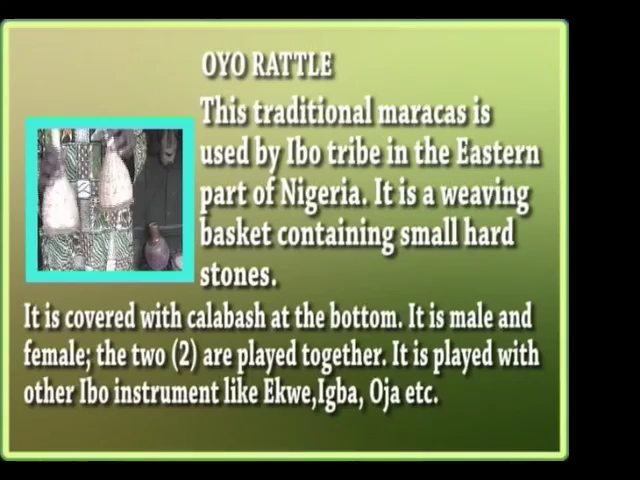 OYO RATTLE
This traditional maracas is
used by Ibo tribe in the Eastern
part of Nigeria. It is a weaving
basket containing small hard
stones.
It is covered with calabash at the bottom. It is male and
female; the two (2) are played together. It is played with
other Ibo instrument like Ekwe,Igba, Oja etc.